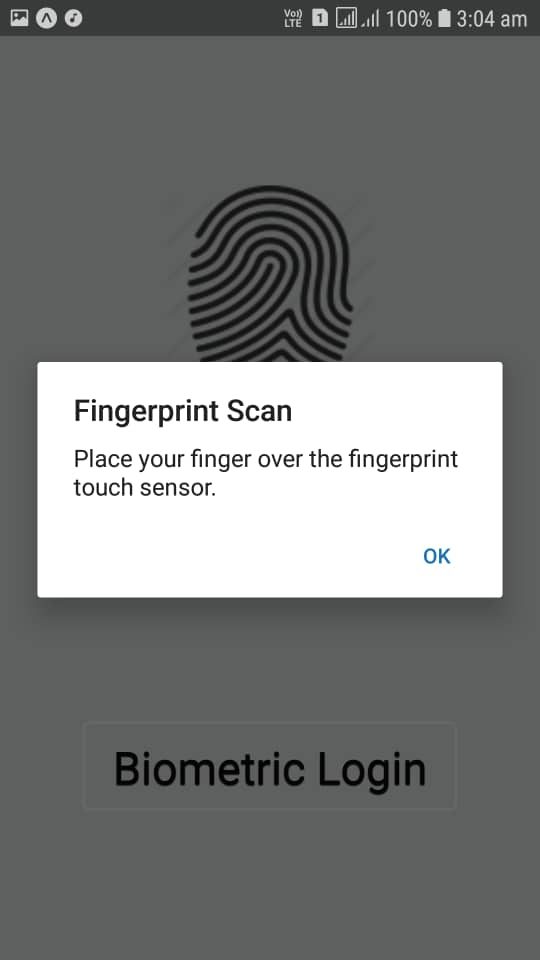 Vo))
LTE 1 100% 3:04 am
Fingerprint Scan
Place your finger over the fingerprint
touch sensor.
OK
Biometric Login